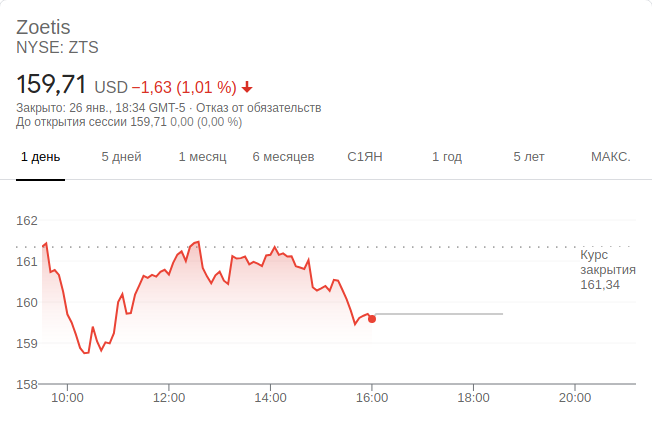 Zoetis
NYSE: ZTS
159,71 USD −1,63 (1,01 %)
Закрыто: 26 янв., 18:34 GMT-5 · Отказ от обязательств
До открытия сессии 159,71 0,00 (0,00 %)
1 день 5 дней 1 месяц 6 месяцев С1ЯН 1 год 5 лет МАКС.
162
161
160
159
158
Курс
закрытия
161,34
10:00 12:00 14:00 16:00 18:00 20:00